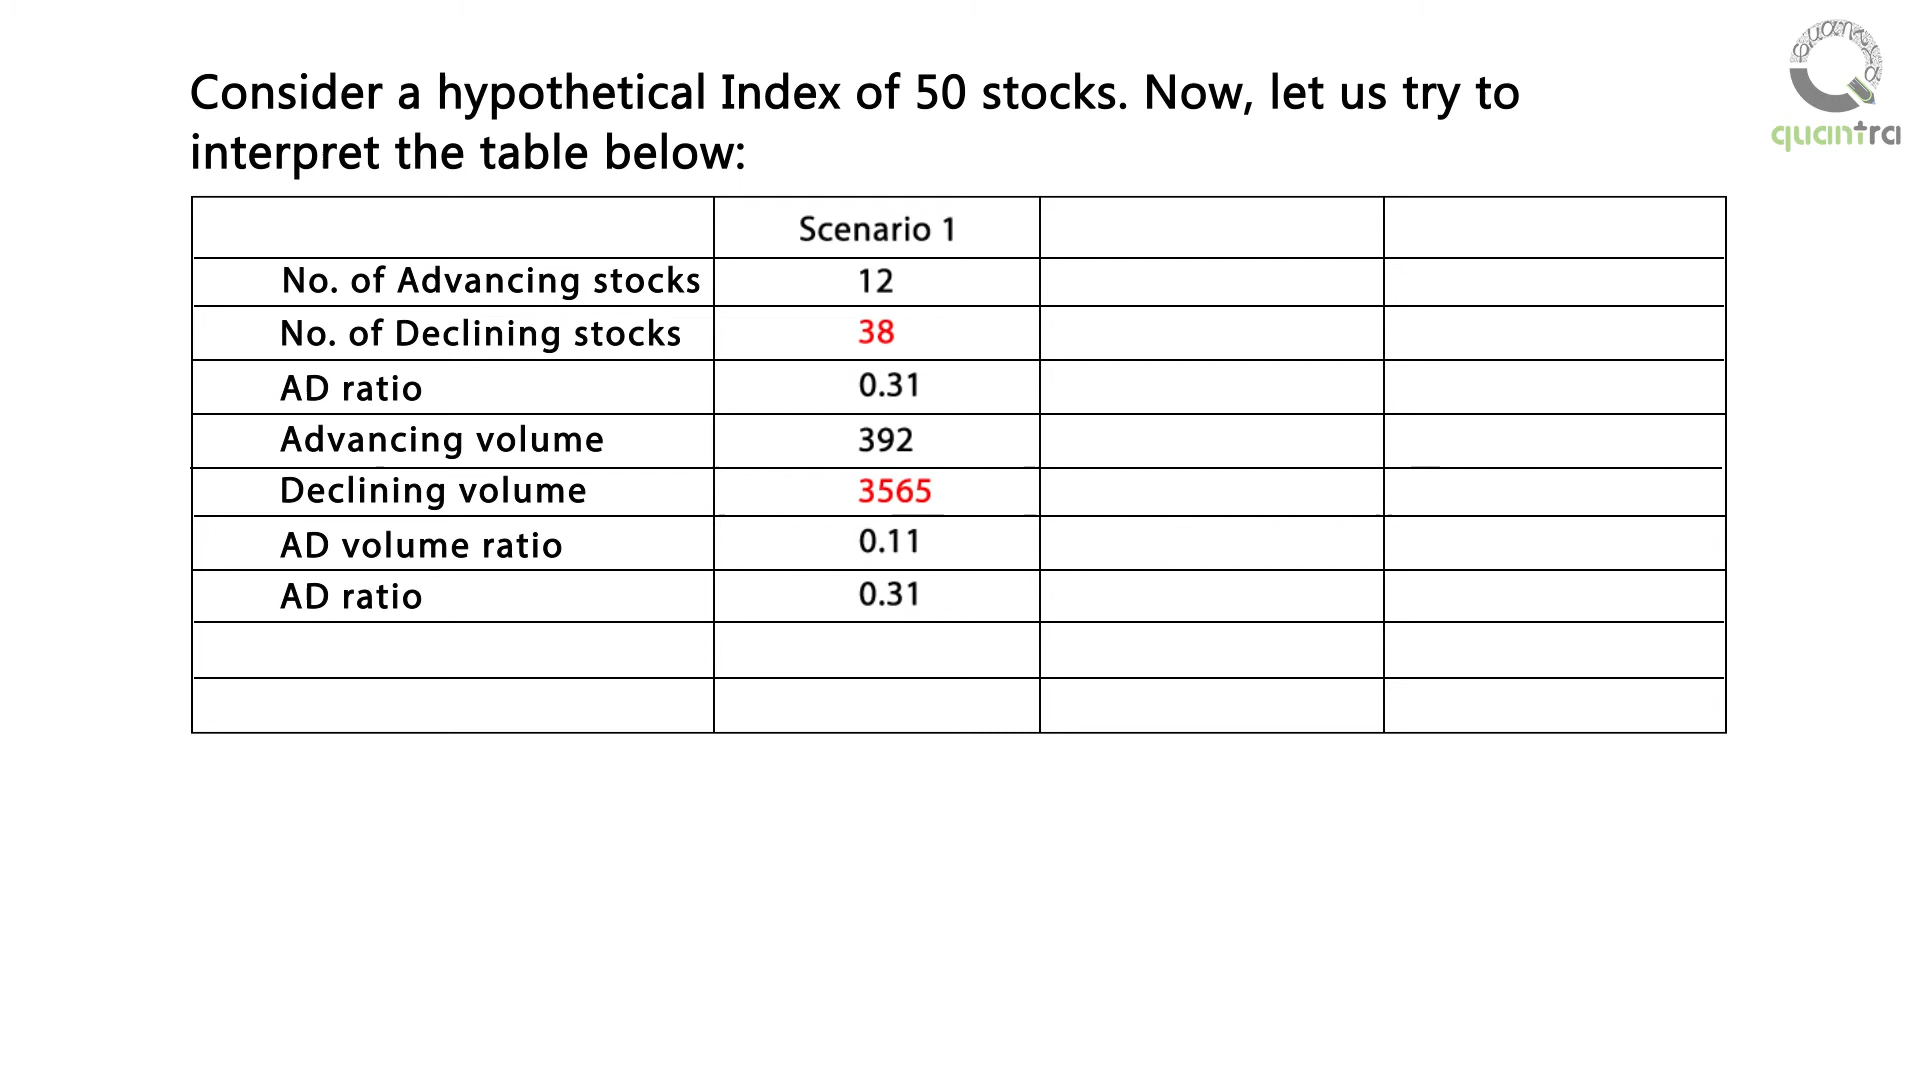 Consider a hypothetical Index of 50 stocks. Now, let us try to
interpret the table below:
quantra
Scenario 1
No. of Advancing stocks 12
No. of Declining stocks 38
AD ratio 0.31
Advancing volume 392
Declining volume 3565
AD volume ratio 0.11
AD ratio 0.31